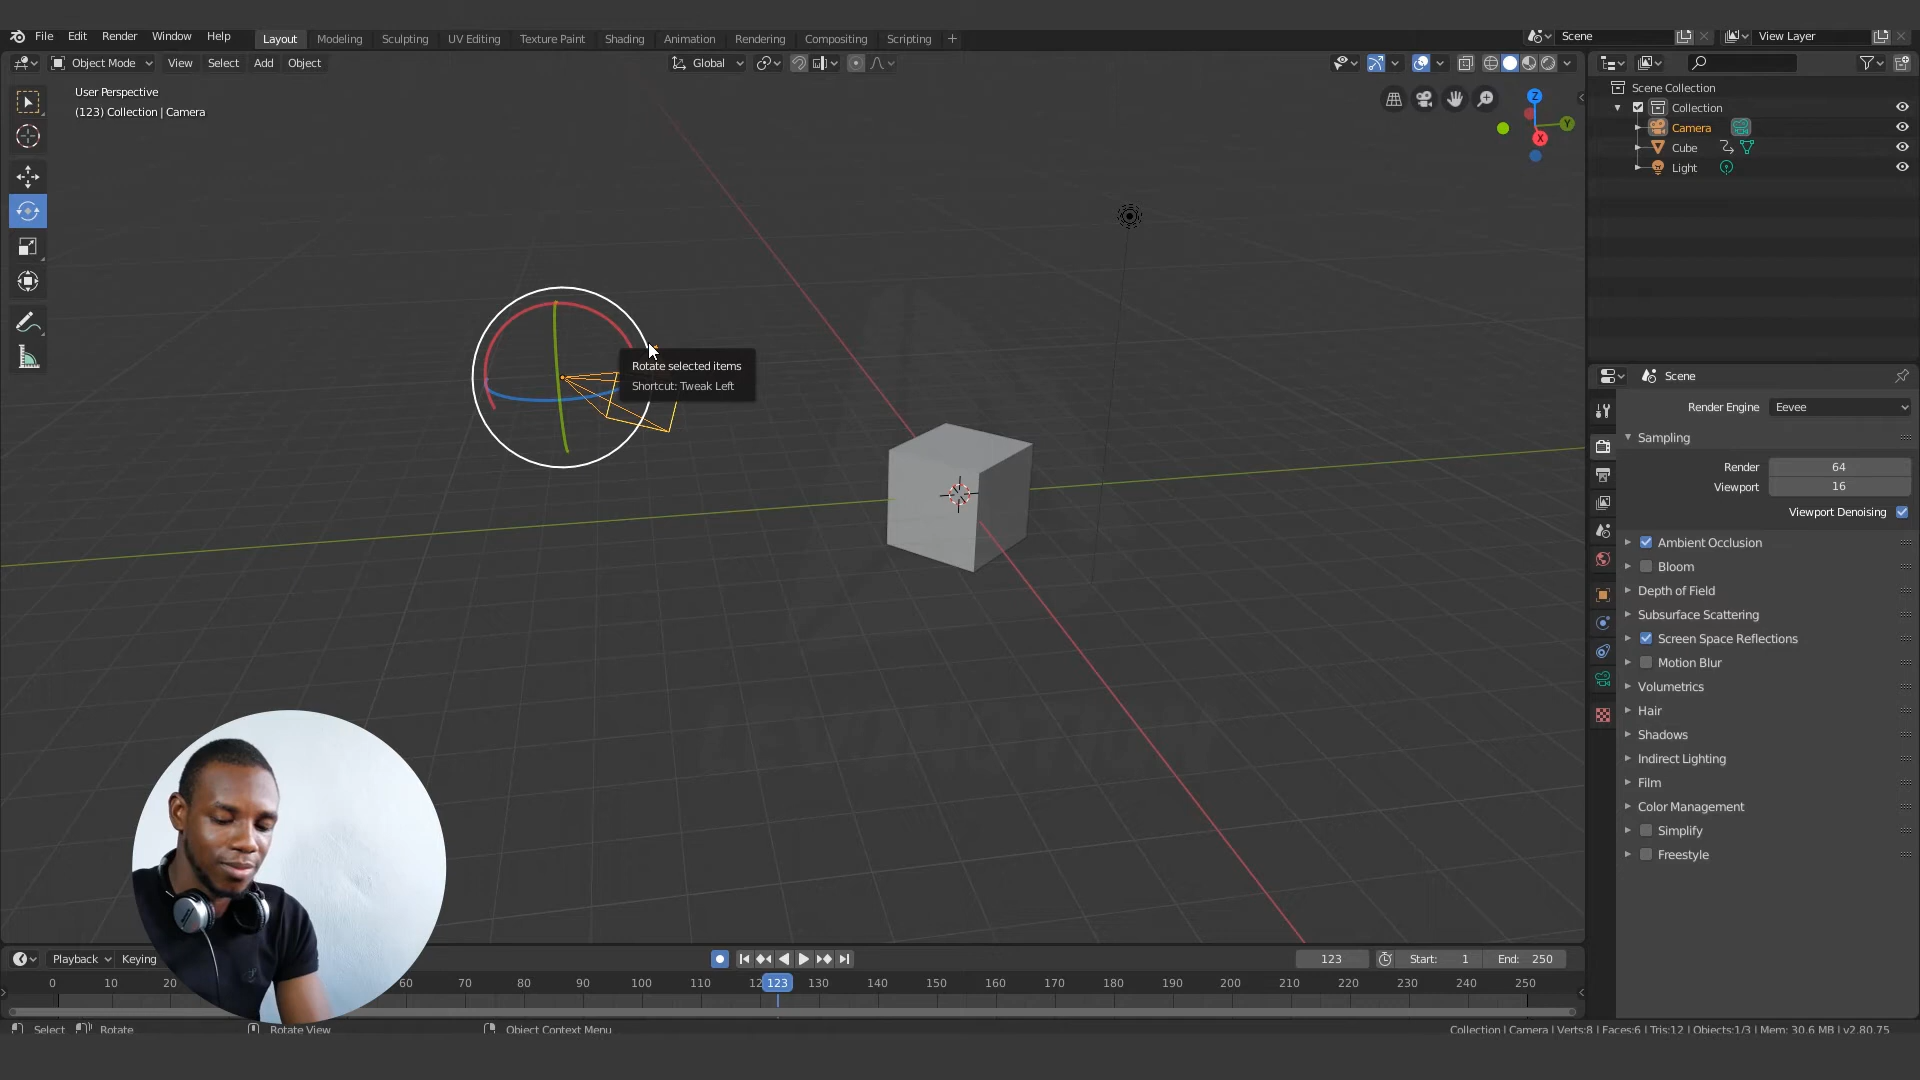 File Edit Render Window Help Layout Modeling Sculpting UV Editing Texture Paint Shading Animation Rendering Compositing Scripting + Scene View Layer
Object Mode View Select Add Object Global
User Perspective
(123) Collection | Camera
Z
Y
X
Scene Collection
Collection
Camera
Cube
Light
Rotate selected items
Shortcut: Tweak Left
Scene
Render Engine Eevee
Sampling
Render 64
Viewport 16
Viewport Denoising
Ambient Occlusion
Bloom
Depth of Field
Subsurface Scattering
Screen Space Reflections
Motion Blur
Volumetrics
Hair
Shadows
Indirect Lighting
Film
Color Management
Simplify
Freestyle
Playback Keying 123 Start: 1 End: 250
0 10 20 60 70 80 90 100 110 12 123 130 140 150 160 170 180 190 200 210 220 230 240 250
Select Rotate Rotate View Object Context Menu Collection | Camera | Verts:8 | Faces:6 | Tris:12 | Objects:1/3 | Mem: 30.6 MB | v2.80.75